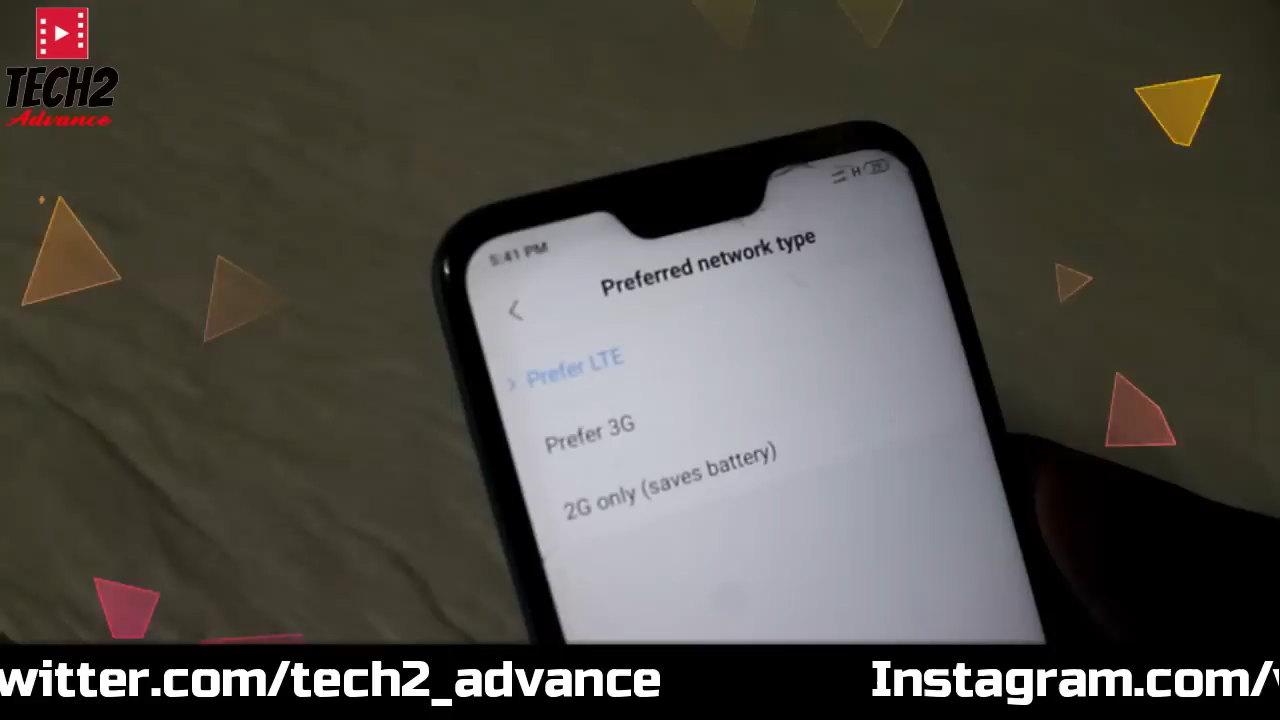 TECH2
Advance
5:41 PM
H
Preferred network type
Prefer LTE
Prefer 3G
2G only (saves battery)
witter.com/tech2_advance
Instagram.com/